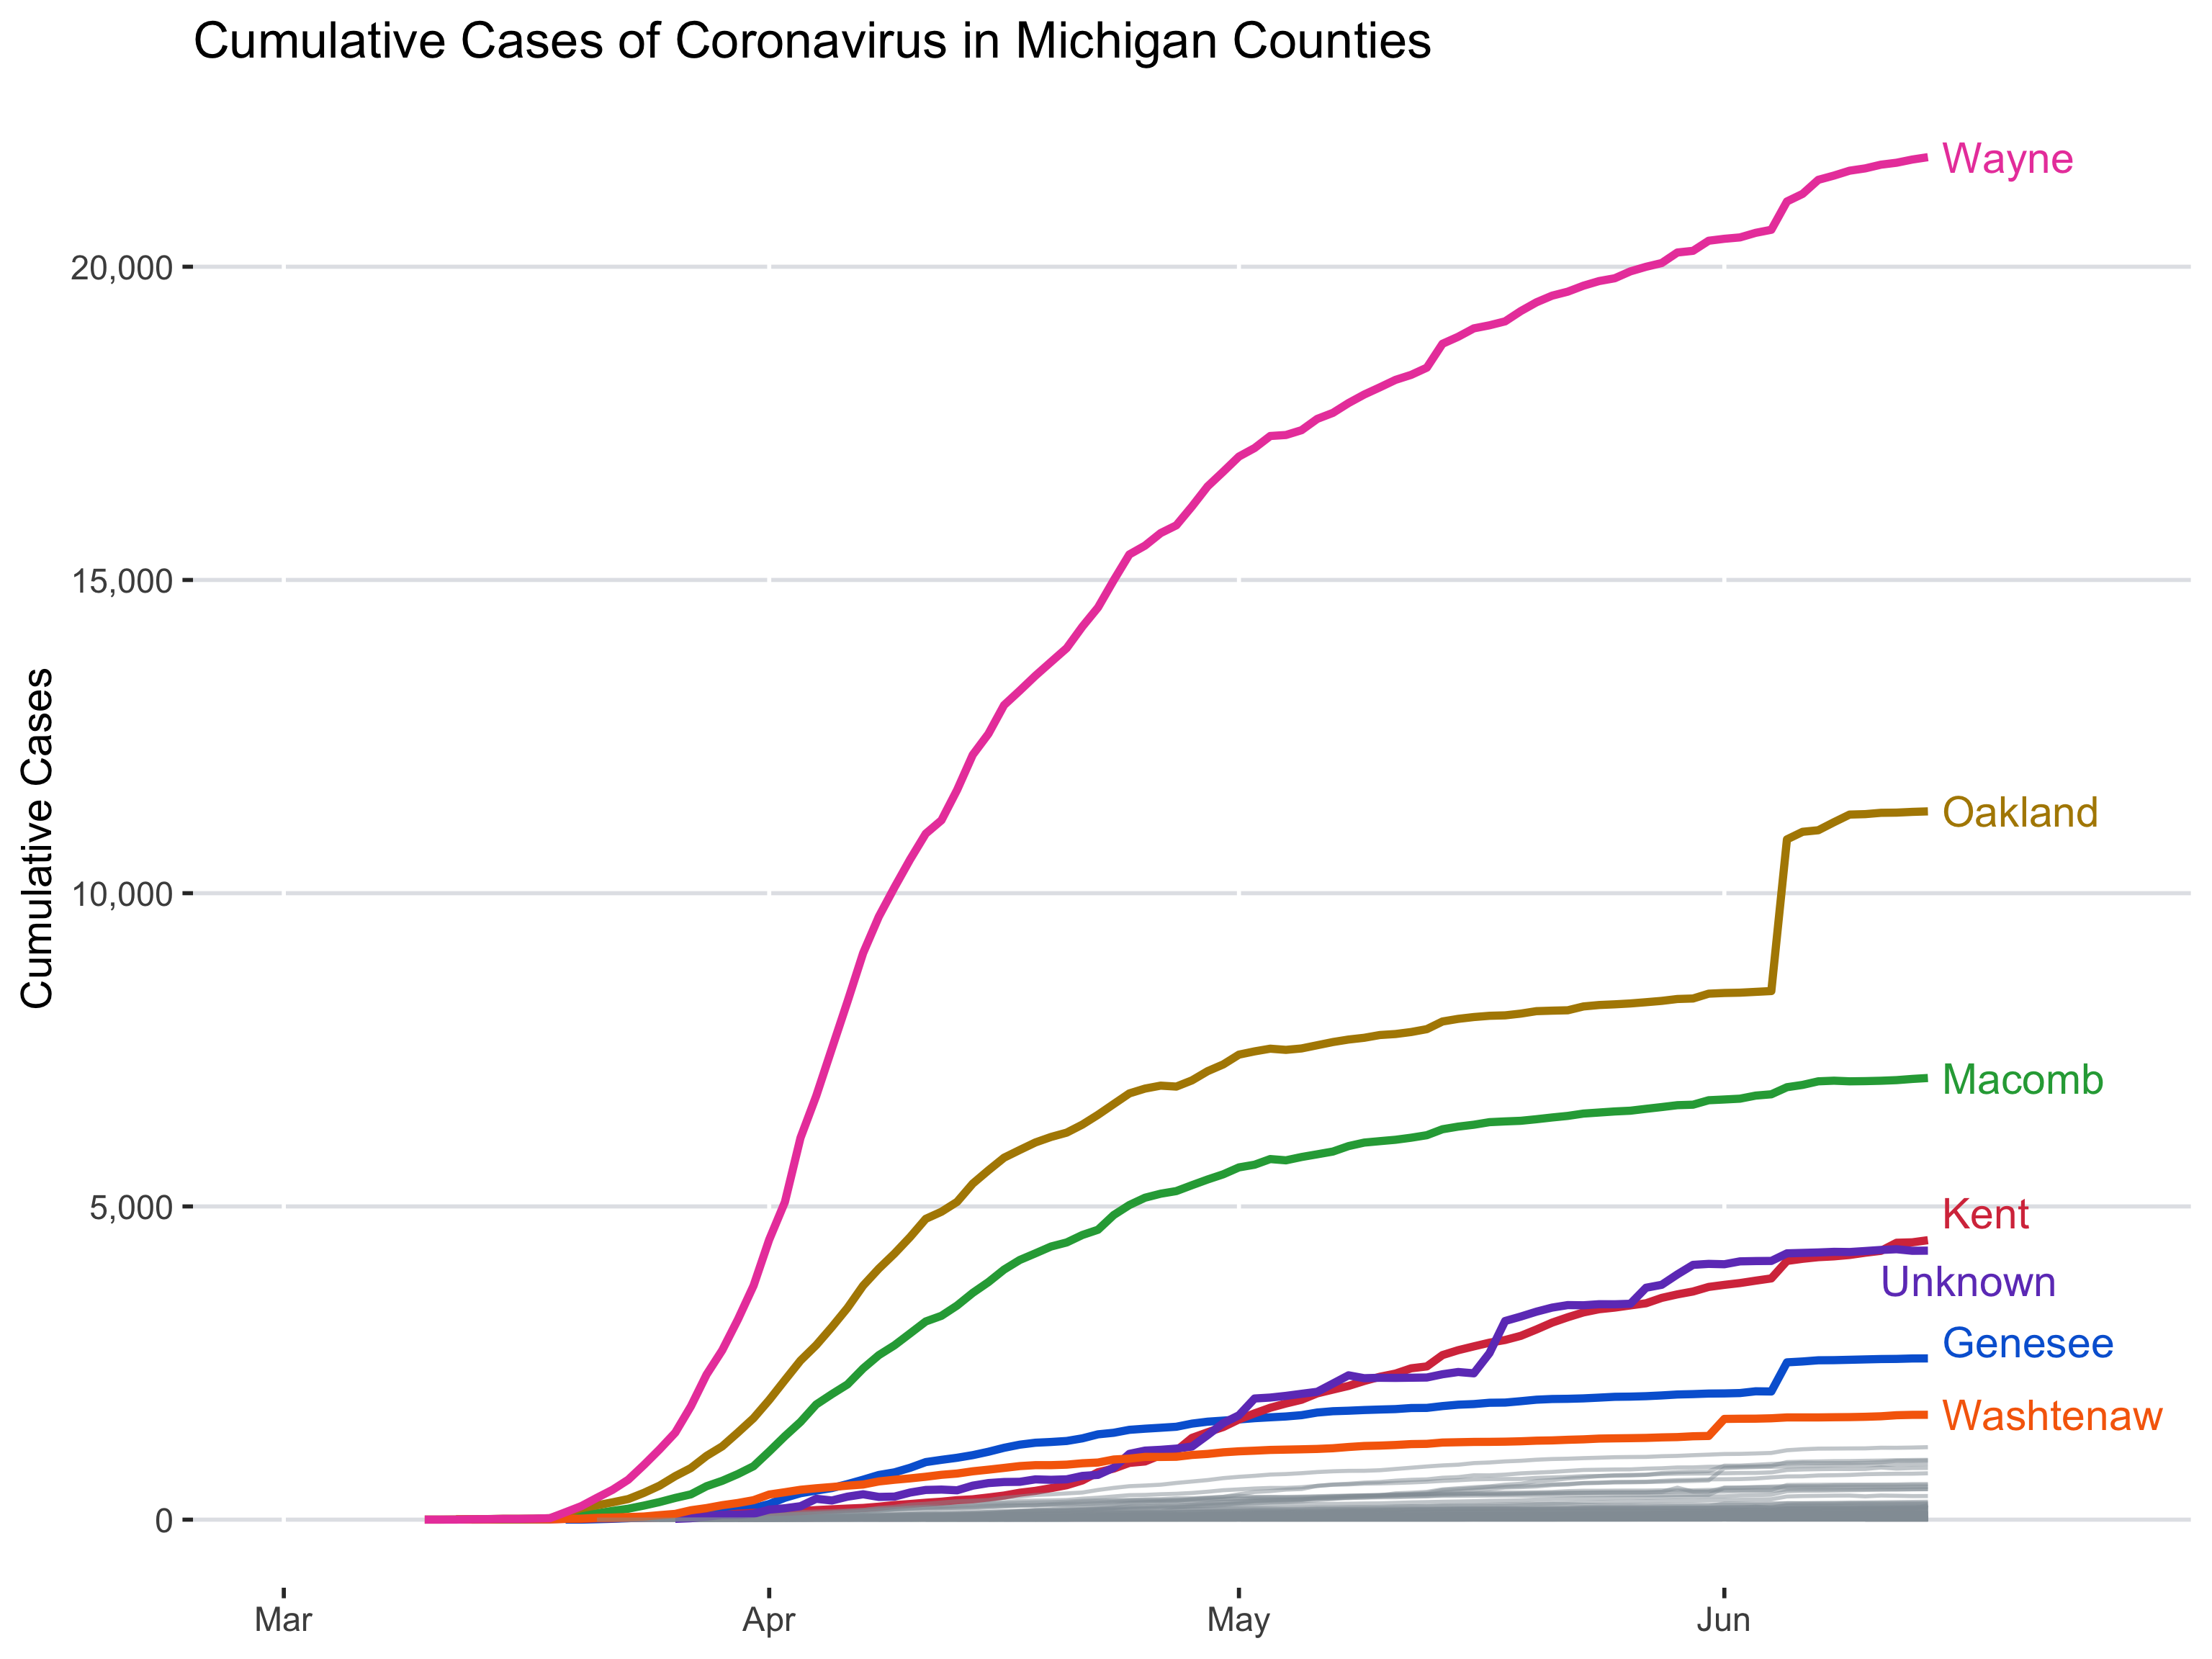 Cumulative Cases of Coronavirus in Michigan Counties
Wayne
20,000
15,000
Cumulative Cases
Oakland
10,000
Macomb
5,000
Kent
Unknown
Genesee
Washtenaw
0
Mar Apr May Jun